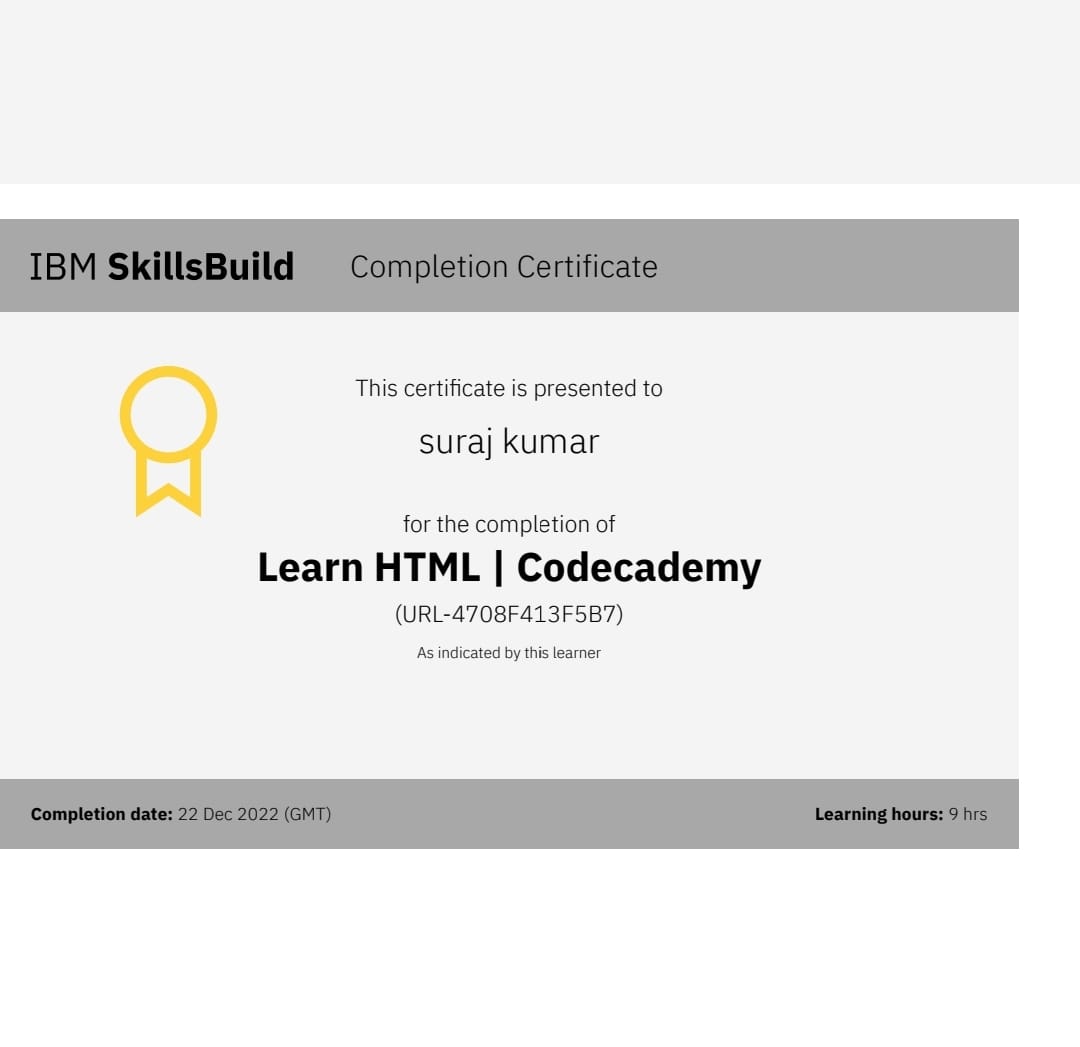 IBM SkillsBuild Completion Certificate
This certificate is presented to
suraj kumar
for the completion of
Learn HTML | Codecademy
(URL-4708F413F5B7)
As indicated by this learner
Completion date: 22 Dec 2022 (GMT) Learning hours: 9 hrs